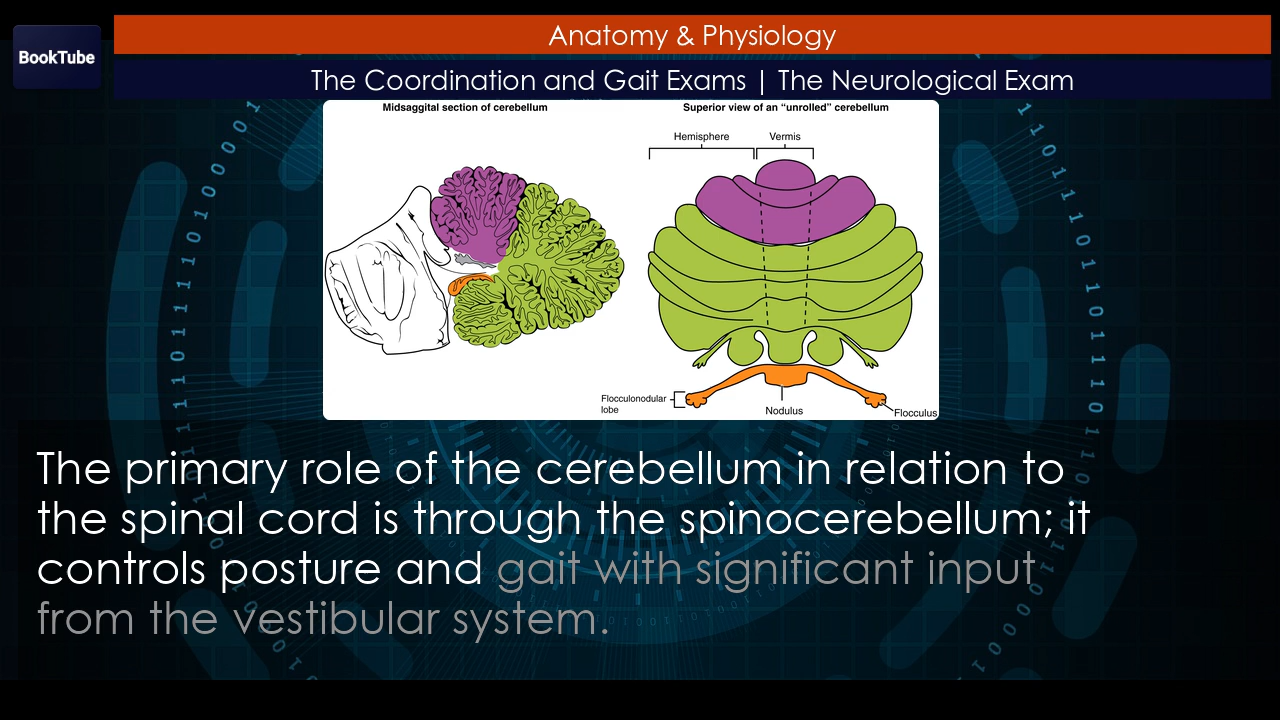 Anatomy & Physiology
BookTube
The Coordination and Gait Exams | The Neurological Exam
Midsaggital section of cerebellum
Superior view of an “unrolled” cerebellum
Hemisphere
Vermis
Flocculonodular
lobe
Nodulus
Flocculus
The primary role of the cerebellum in relation to
the spinal cord is through the spinocerebellum; it
controls posture and gait with significant input
from the vestibular system.